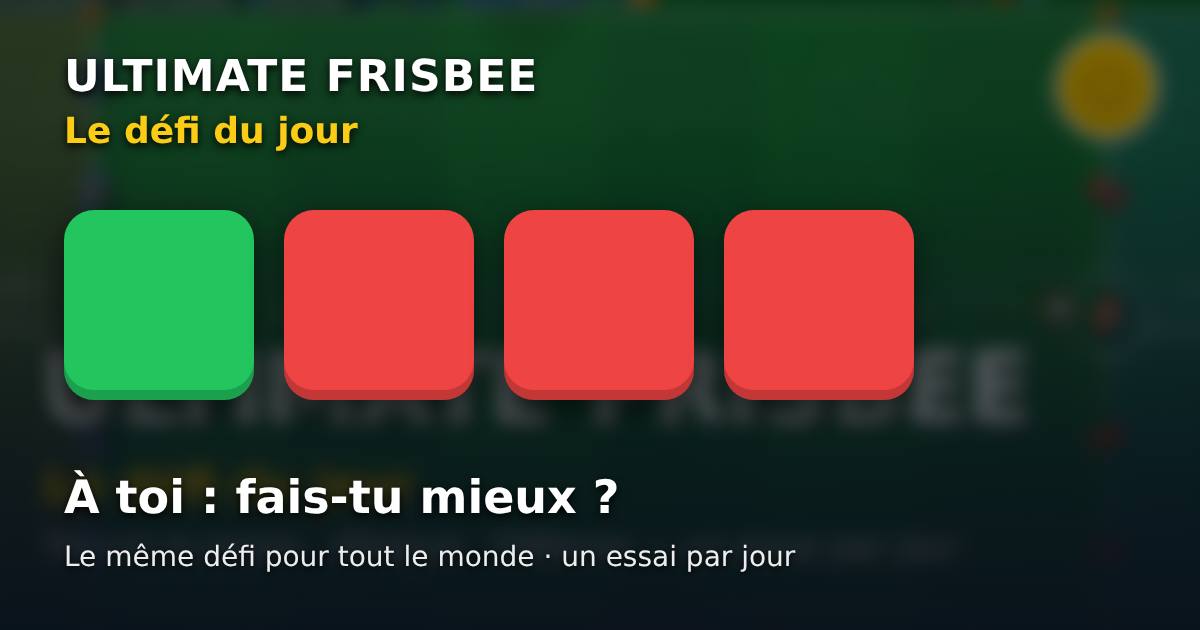 ULTIMATE FRISBEE
Le défi du jour
À toi : fais-tu mieux ?
Le même défi pour tout le monde · un essai par jour